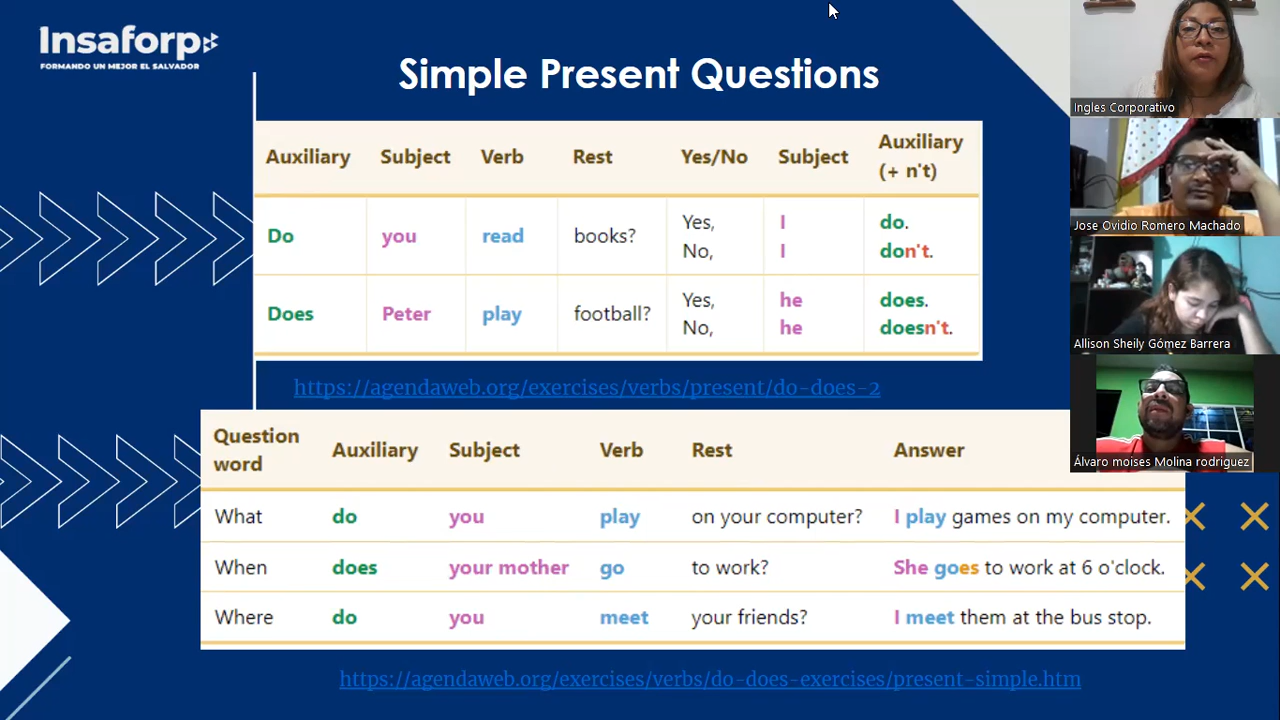 Insaforp
FORMANDO UN MEJOR EL SALVADOR
Simple Present Questions
Auxiliary Subject Verb Rest Yes/No Subject Auxiliary (+ n't)
Do you read books? Yes, I do.
No, I don't.
Does Peter play football? Yes, he does.
No, he doesn't.
https://agendaweb.org/exercises/verbs/present/do-does-2
Question word Auxiliary Subject Verb Rest Answer
What do you play on your computer? I play games on my computer.
When does your mother go to work? She goes to work at 6 o'clock.
Where do you meet your friends? I meet them at the bus stop.
https://agendaweb.org/exercises/verbs/do-does-exercises/present-simple.htm
Ingles Corporativo
Jose Ovidio Romero Machado
Allison Sheily Gómez Barrera
Álvaro moises Molina rodriguez